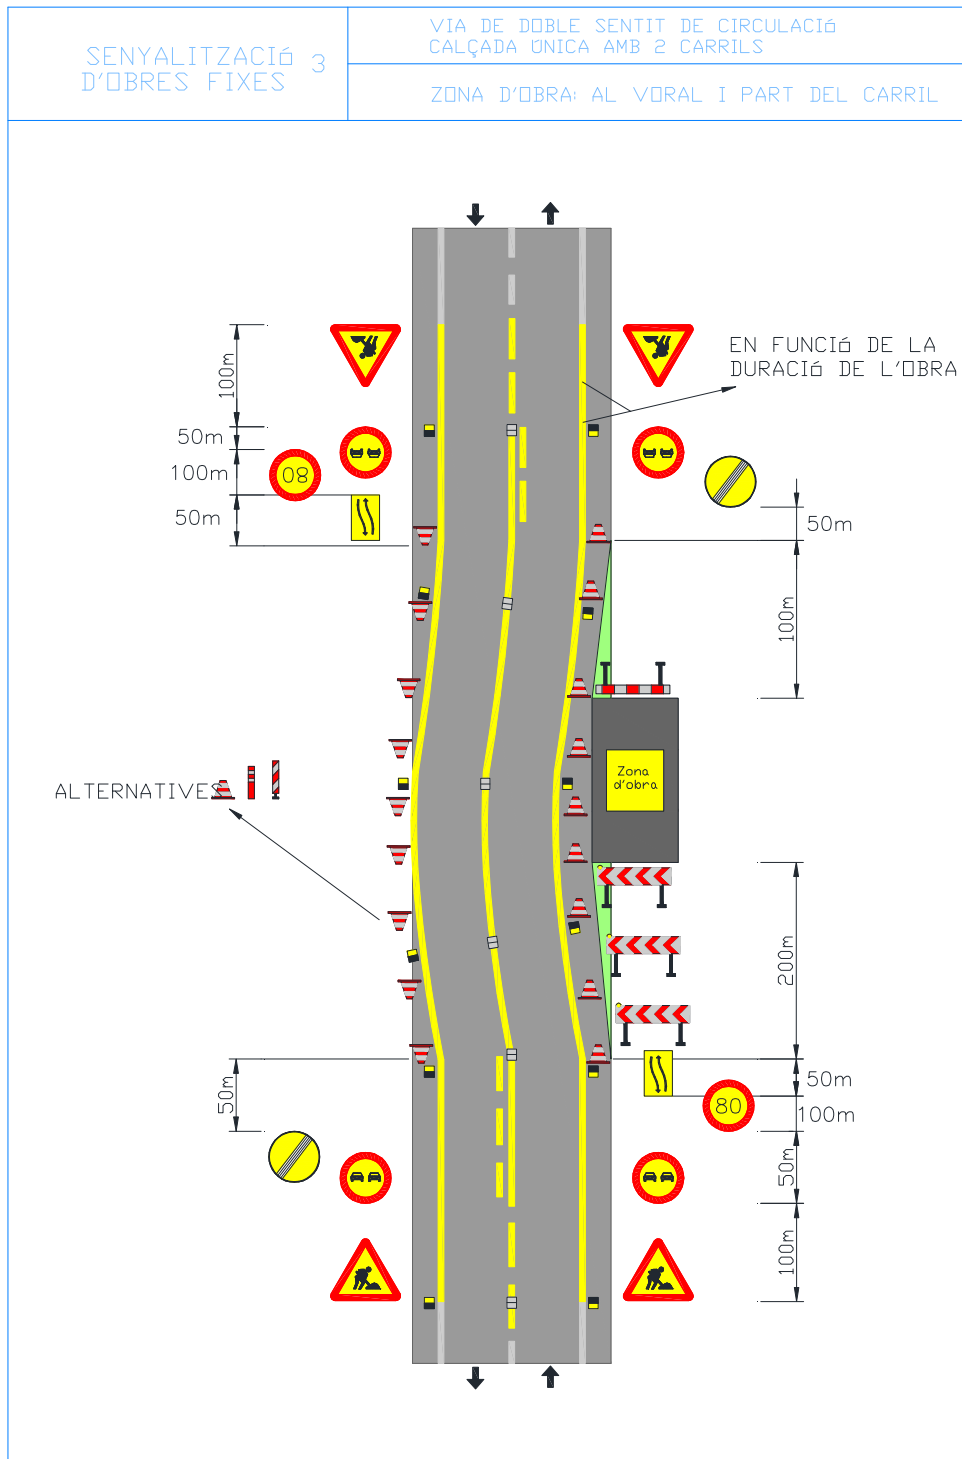 SENYALITZACIó 3
D'OBRES FIXES
VIA DE DOBLE SENTIT DE CIRCULACIó
CALÇADA ÚNICA AMB 2 CARRILS
ZONA D'OBRA: AL VORAL I PART DEL CARRIL
EN FUNCIó DE LA
DURACIó DE L'OBRA
100m
50m
100m
50m
80
50m
100m
Zona
d'obra
ALTERNATIVES
200m
50m
50m
80
100m
50m
100m